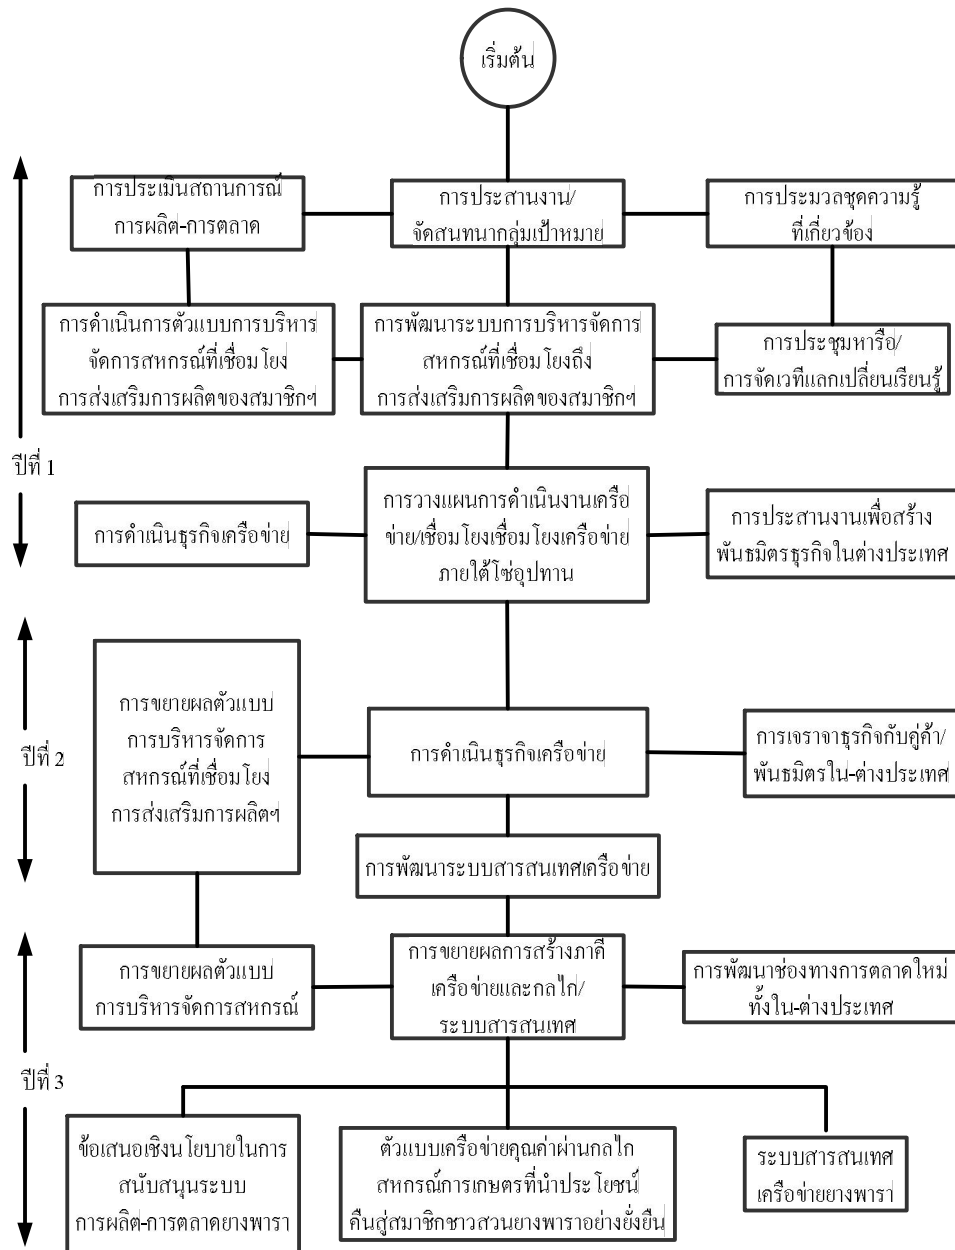 เริ่มต้น
การประเมินสถานการณ์
การผลิต-การตลาด
การประสานงาน/
จัดสนทนากลุ่มเป้าหมาย
การประมวลชุดความรู้
ที่เกี่ยวข้อง
การดำเนินการตัวแบบการบริหาร
จัดการสหกรณ์ที่เชื่อมโยง
การส่งเสริมการผลิตของสมาชิกฯ
การพัฒนาระบบการบริหารจัดการ
สหกรณ์ที่เชื่อมโยงถึง
การส่งเสริมการผลิตของสมาชิกฯ
การประชุมหารือ/
การจัดเวทีแลกเปลี่ยนเรียนรู้
ปีที่ 1
การดำเนินธุรกิจเครือข่าย
การวางแผนการดำเนินงานเครือ
ข่าย/เชื่อมโยงเชื่อมโยงเครือข่าย
ภายใต้โซ่อุปทาน
การประสานงานเพื่อสร้าง
พันธมิตรธุรกิจในต่างประเทศ
ปีที่ 2
การขยายผลตัวแบบ
การบริหารจัดการ
สหกรณ์ที่เชื่อมโยง
การส่งเสริมการผลิตฯ
การดำเนินธุรกิจเครือข่าย
การเจราจาธุรกิจกับคู่ค้า/
พันธมิตรใน-ต่างประเทศ
การพัฒนาระบบสารสนเทศเครือข่าย
การขยายผลตัวแบบ
การบริหารจัดการสหกรณ์
การขยายผลการสร้างภาคี
เครือข่ายและกลไก/
ระบบสารสนเทศ
การพัฒนาช่องทางการตลาดใหม่
ทั้งใน-ต่างประเทศ
ปีที่ 3
ข้อเสนอเชิงนโยบายในการ
สนับสนุนระบบ
การผลิต-การตลาดยางพารา
ตัวแบบเครือข่ายคุณค่าผ่านกลไก
สหกรณ์การเกษตรที่นำประโยชน์
คืนสู่สมาชิกชาวสวนยางพาราอย่างยั่งยืน
ระบบสารสนเทศ
เครือข่ายยางพารา